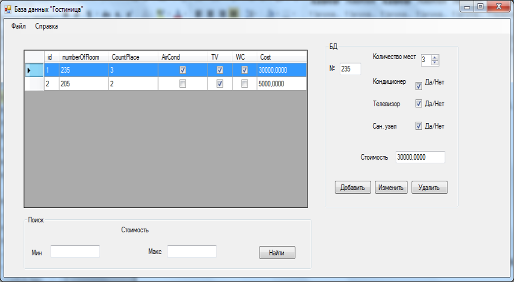 База данных "Гостиница"
Файл Справка
id numberOfRoom CountPlace AirCond TV WC Cost
1 235 3 30000,0000
2 205 2 5000,0000
БД
Количество мест 3
№ 235
Кондиционер Да/Нет
Телевизор Да/Нет
Сан. узел Да/Нет
Стоимость 30000,0000
Добавить Изменить Удалить
Поиск
Стоимость
Мин Макс Найти